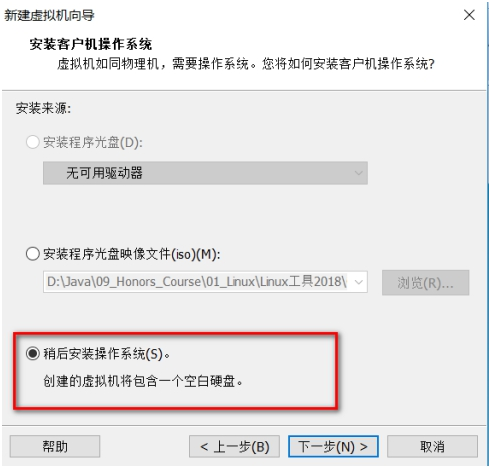 新建虚拟机向导
安装客户机操作系统
虚拟机如同物理机，需要操作系统。您将如何安装客户机操作系统?
安装来源:
安装程序光盘(D):
无可用驱动器
安装程序光盘映像文件(iso)(M):
D:\Java\09_Honors_Course\01_Linux\Linux工具2018\
浏览(R)...
稍后安装操作系统(S)。
创建的虚拟机将包含一个空白硬盘。
帮助
< 上一步(B)
下一步(N) >
取消